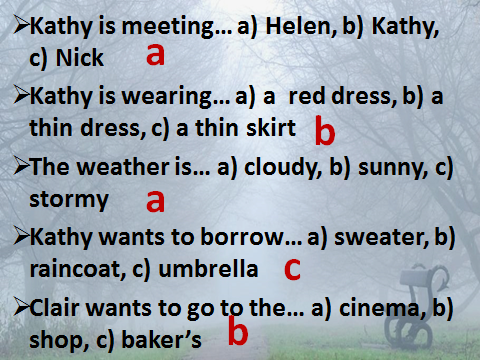 ➢Kathy is meeting… a) Helen, b) Kathy,
c) Nick a
➢Kathy is wearing… a) a red dress, b) a
thin dress, c) a thin skirt b
➢The weather is… a) cloudy, b) sunny, c)
stormy a
➢Kathy wants to borrow… a) sweater, b)
raincoat, c) umbrella c
➢Clair wants to go to the… a) cinema, b)
shop, c) baker’s b